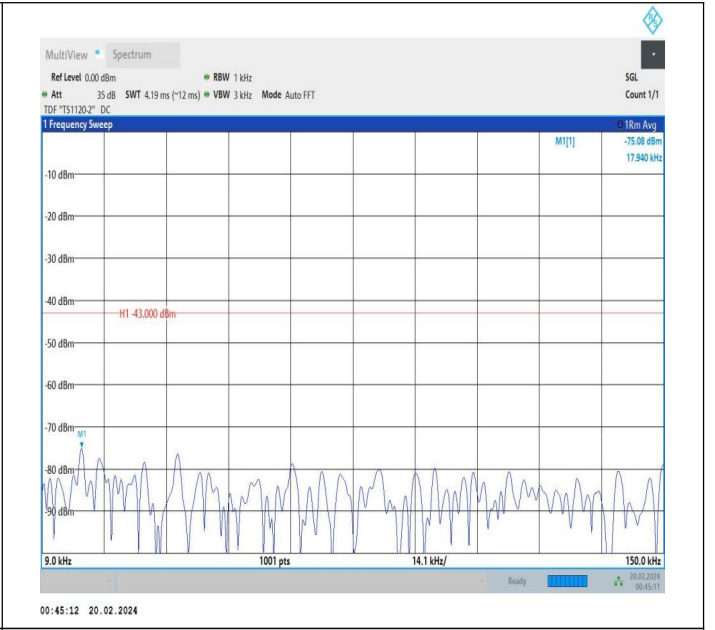 R&S
MultiView Spectrum
Ref Level 0.00 dBm RBW 1 kHz SGL
Att 35 dB SWT 4.19 ms (~12 ms) VBW 3 kHz Mode Auto FFT Count 1/1
TDF "TS1120-2" DC
1 Frequency Sweep 1Rm Avg
M1[1] -75.08 dBm
17.940 kHz
-10 dBm
-20 dBm
-30 dBm
-40 dBm
H1 -43.000 dBm
-50 dBm
-60 dBm
-70 dBm
M1
-80 dBm
-90 dBm
9.0 kHz 1001 pts 14.1 kHz/ 150.0 kHz
Ready 20.02.2024
00:45:11
00:45:12 20.02.2024